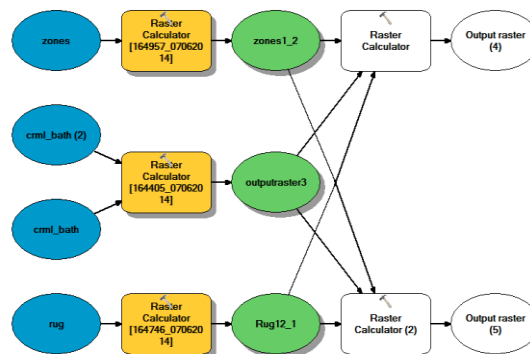 zones
Raster
Calculator
[164957_070620
14]
zones1_2
Raster
Calculator
Output raster
(4)
crml_bath (2)
crml_bath
Raster
Calculator
[164405_070620
14]
outputraster3
rug
Raster
Calculator
[164746_070620
14]
Rug12_1
Raster
Calculator (2)
Output raster
(5)